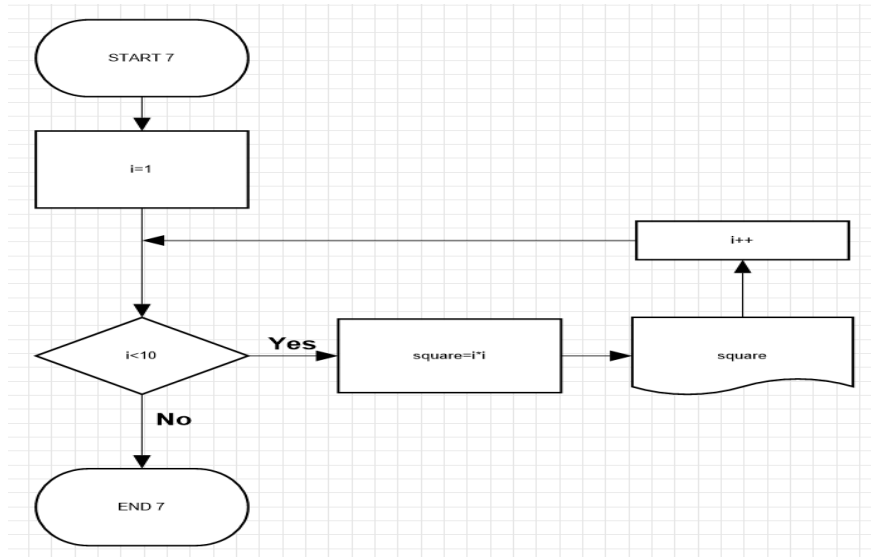 START 7
i=1
i++
i<10
Yes
square=i*i
square
No
END 7